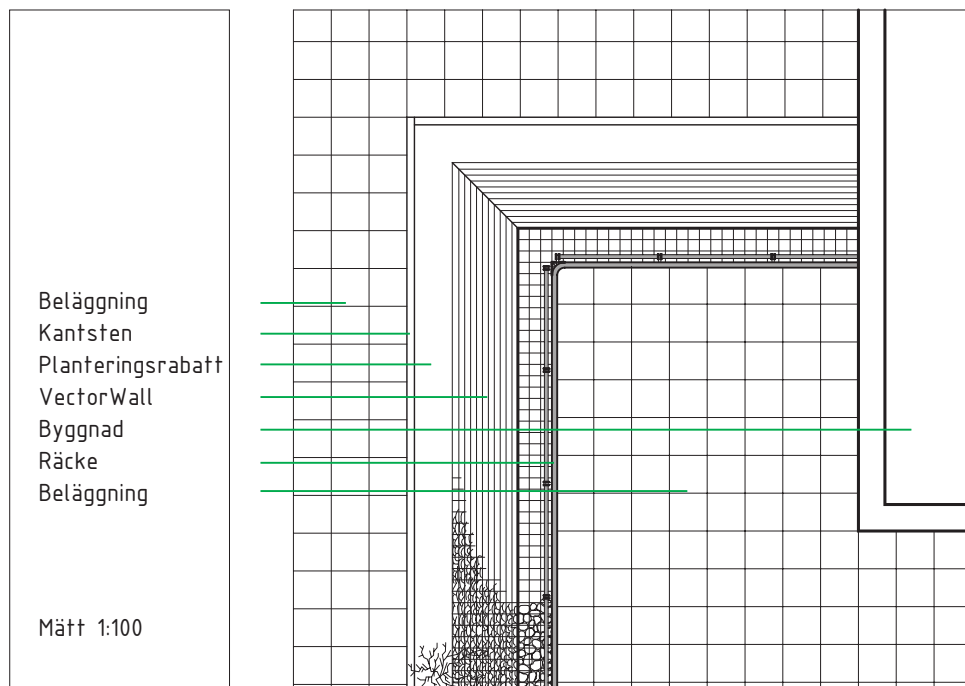 Beläggning
Kantsten
Planteringsrabatt
VectorWall
Byggnad
Räcke
Beläggning
Mätt 1:100